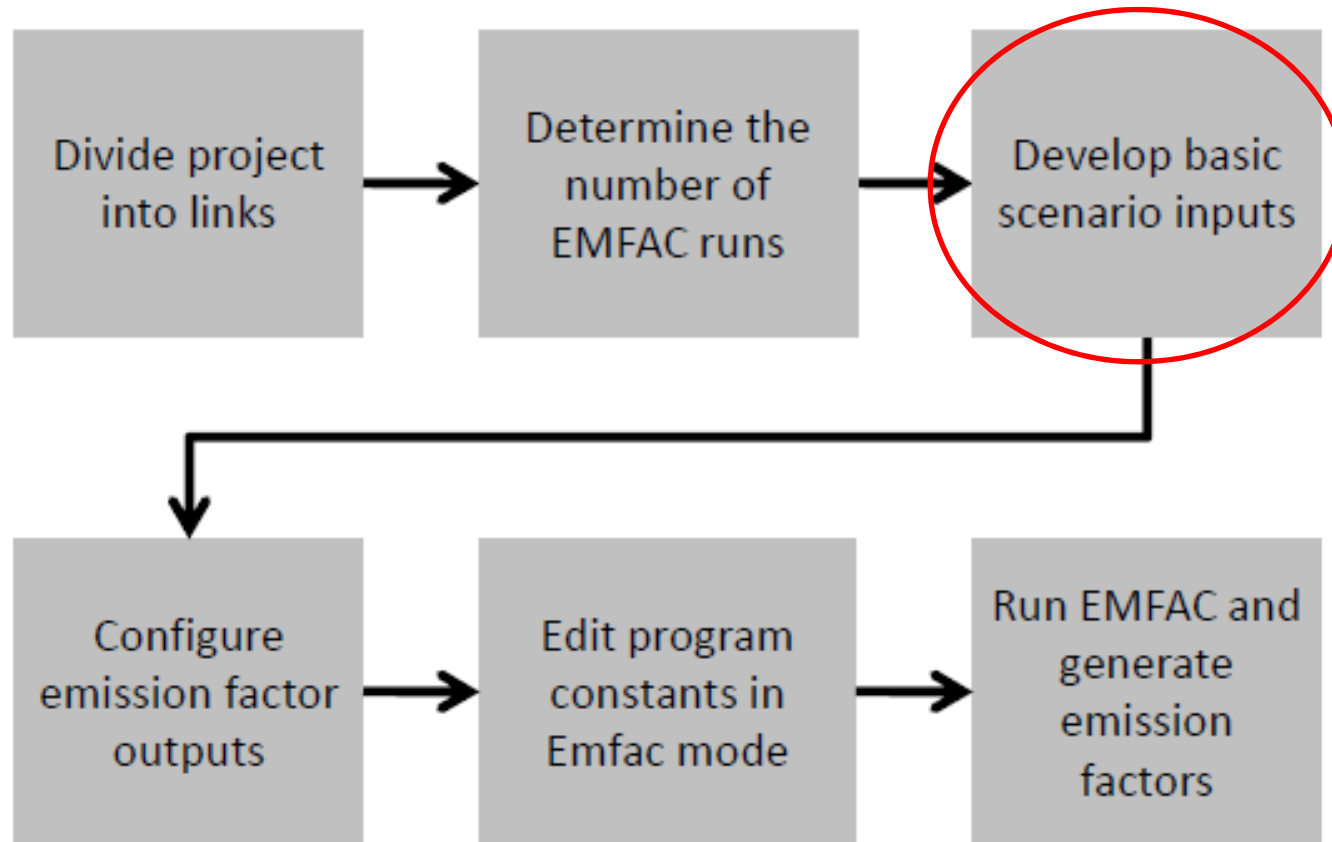 Divide project
into links
Determine the
number of
EMFAC runs
Develop basic
scenario inputs
Configure
emission factor
outputs
Edit program
constants in
Emfac mode
Run EMFAC and
generate
emission
factors